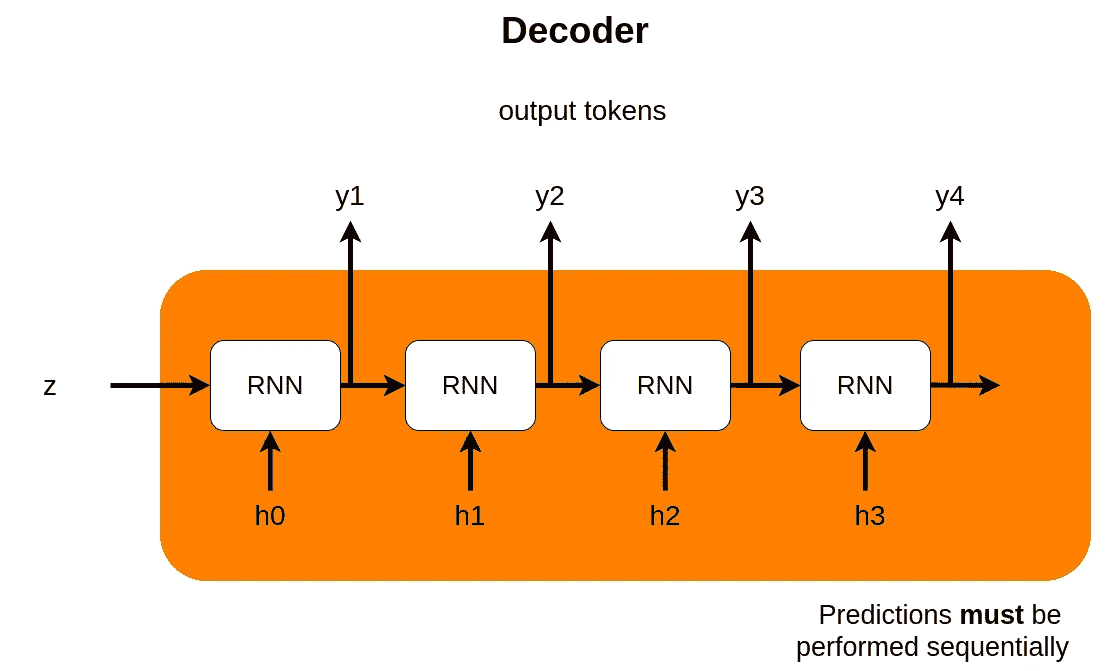 Decoder
output tokens
y1 y2 y3 y4
z RNN RNN RNN RNN
h0 h1 h2 h3
Predictions must be
performed sequentially